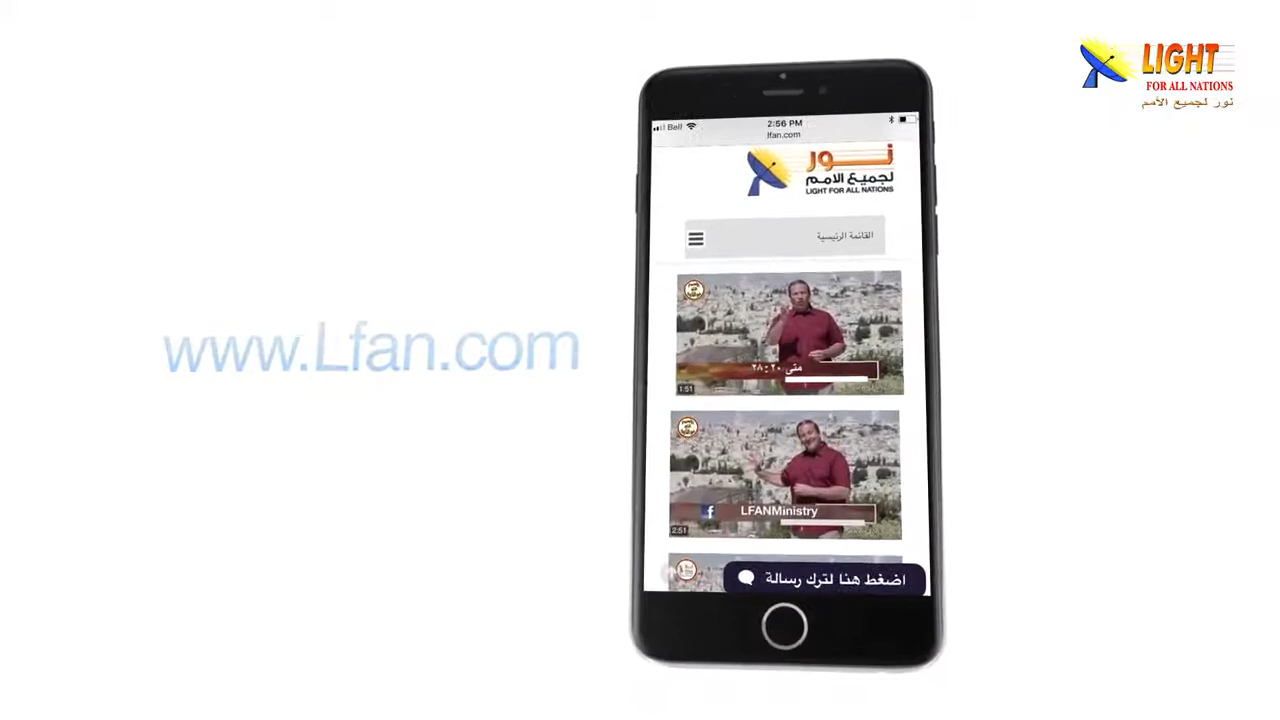 LIGHT
FOR ALL NATIONS
نور لجميع الأمم
www.Lfan.com
Bell
2:56 PM
lfan.com
نور
لجميع الامم
LIGHT FOR ALL NATIONS
القائمة الرئيسية
متى ٢٠ : ٢٨
1:51
LFANMinistry
2:51
اضغط هنا لترك رسالة